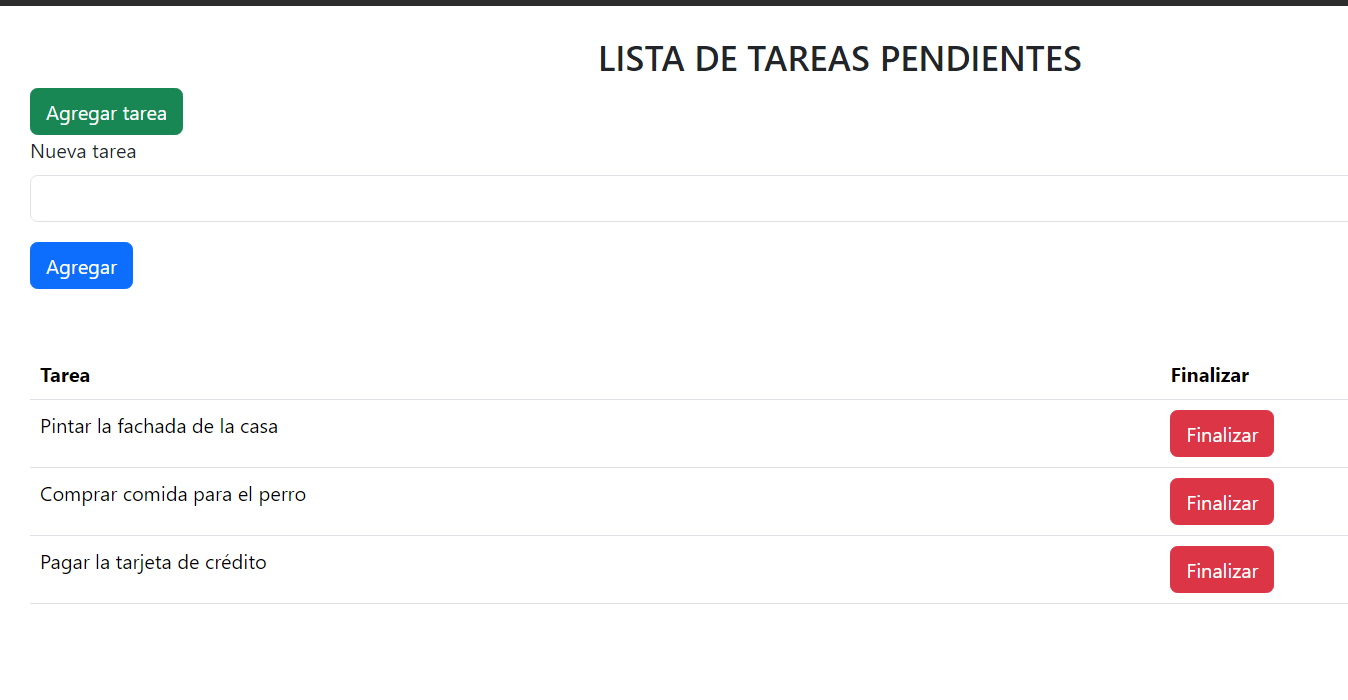 LISTA DE TAREAS PENDIENTES
Agregar tarea
Nueva tarea
Agregar
Tarea Finalizar
Pintar la fachada de la casa Finalizar
Comprar comida para el perro Finalizar
Pagar la tarjeta de crédito Finalizar